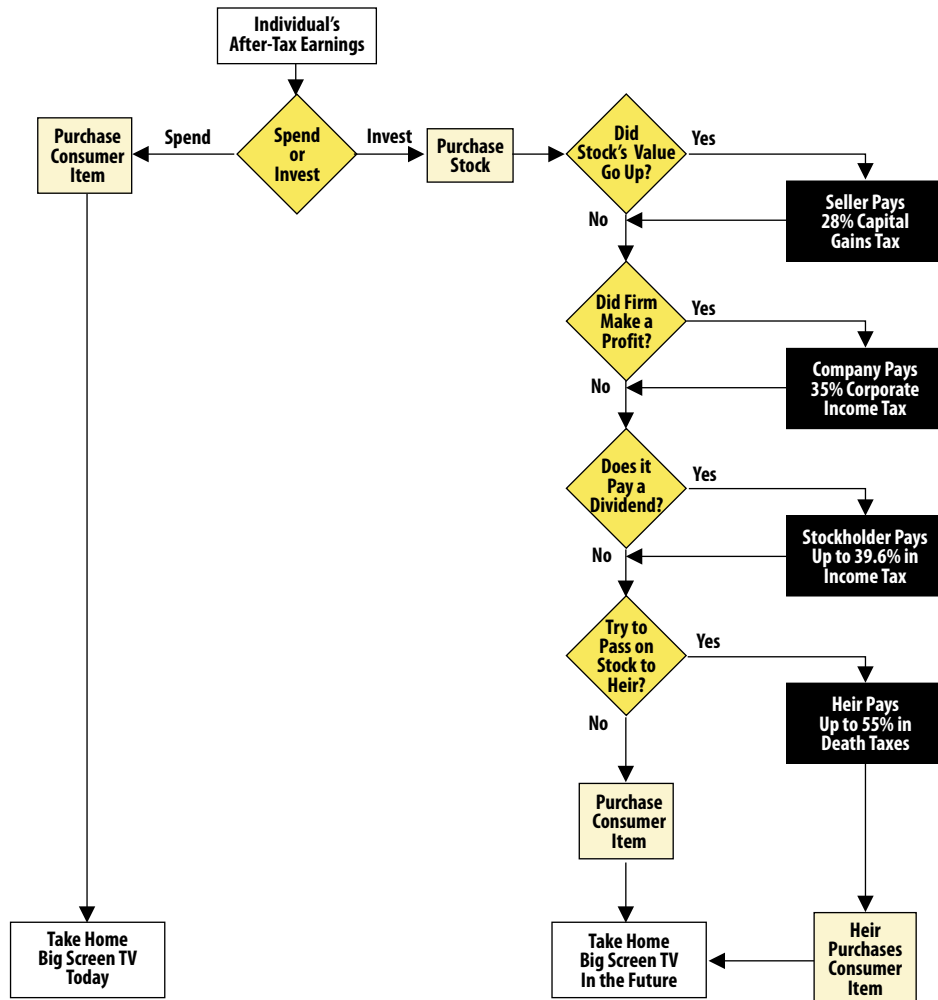 Individual's
After-Tax Earnings
Spend
or
Invest
Spend
Invest
Purchase
Consumer
Item
Purchase
Stock
Did
Stock's Value
Go Up?
Yes
No
Seller Pays
28% Capital
Gains Tax
Did Firm
Make a
Profit?
Yes
No
Company Pays
35% Corporate
Income Tax
Does it
Pay a
Dividend?
Yes
No
Stockholder Pays
Up to 39.6% in
Income Tax
Try to
Pass on
Stock to
Heir?
Yes
No
Heir Pays
Up to 55% in
Death Taxes
Purchase
Consumer
Item
Take Home
Big Screen TV
Today
Take Home
Big Screen TV
In the Future
Heir
Purchases
Consumer
Item